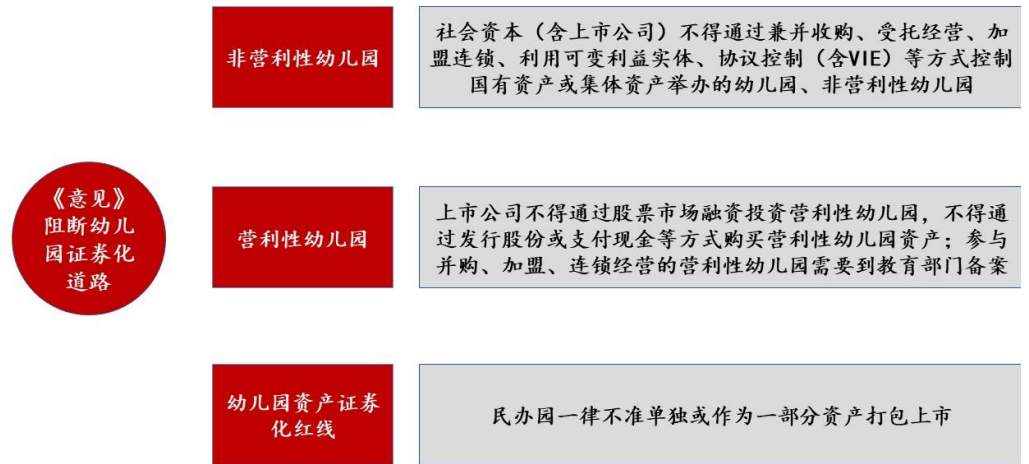 非营利性幼儿园
社会资本（含上市公司）不得通过兼并收购、受托经营、加
盟连锁、利用可变利益实体、协议控制（含VIE）等方式控制
国有资产或集体资产举办的幼儿园、非营利性幼儿园
《意见》
阻断幼儿
园证券化
道路
营利性幼儿园
上市公司不得通过股票市场融资投资营利性幼儿园，不得通
过发行股份或支付现金等方式购买营利性幼儿园资产；参与
并购、加盟、连锁经营的营利性幼儿园需要到教育部门备案
幼儿园资产证券
化红线
民办园一律不准单独或作为一部分资产打包上市